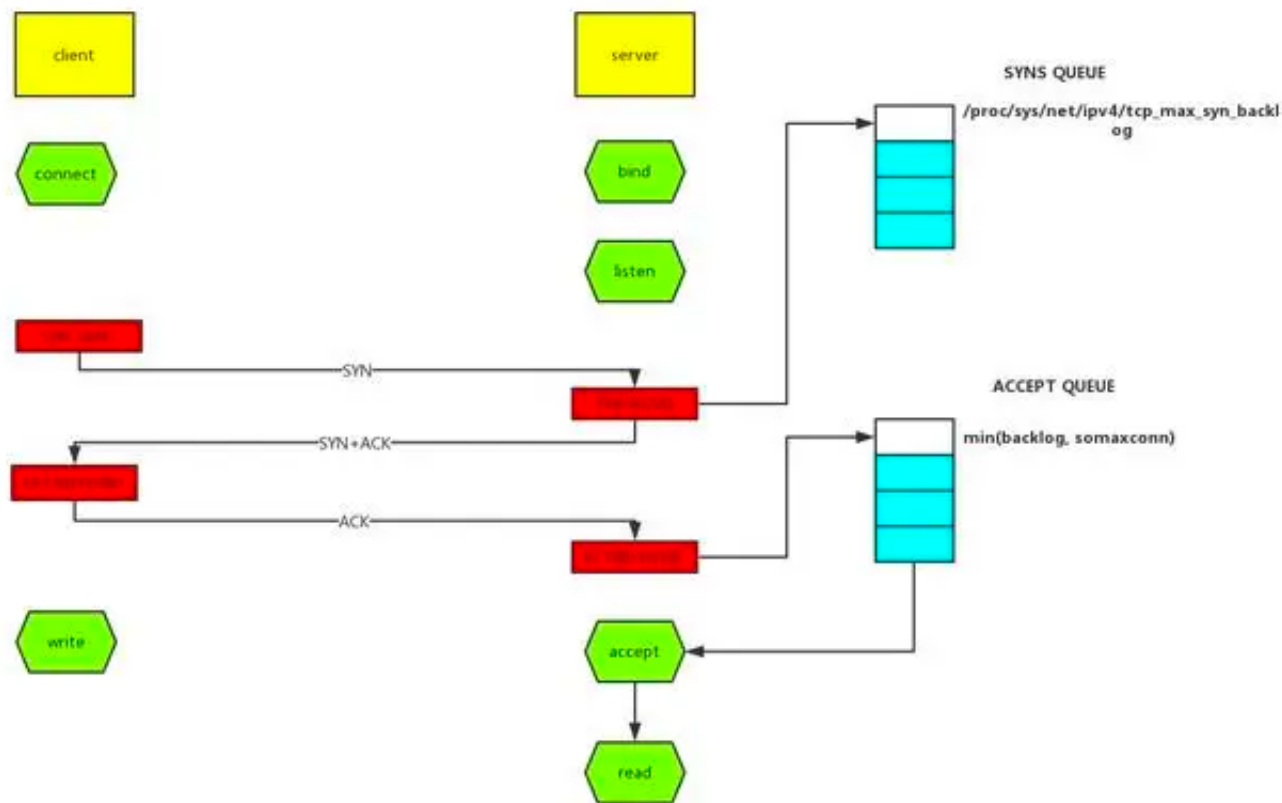 client
server
SYNS QUEUE
/proc/sys/net/ipv4/tcp_max_syn_backl
og
connect
bind
listen
SYN
ACCEPT QUEUE
min(backlog, somaxconn)
SYN+ACK
ACK
write
accept
read